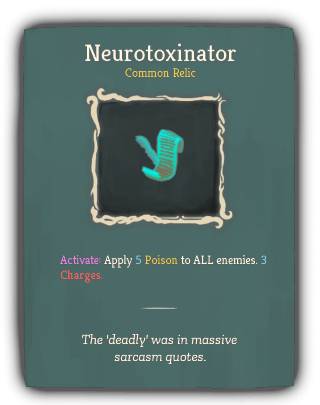 Neurotoxinator
Common Relic
Activate: Apply 5 Poison to ALL enemies. 3
Charges.
The 'deadly' was in massive
sarcasm quotes.